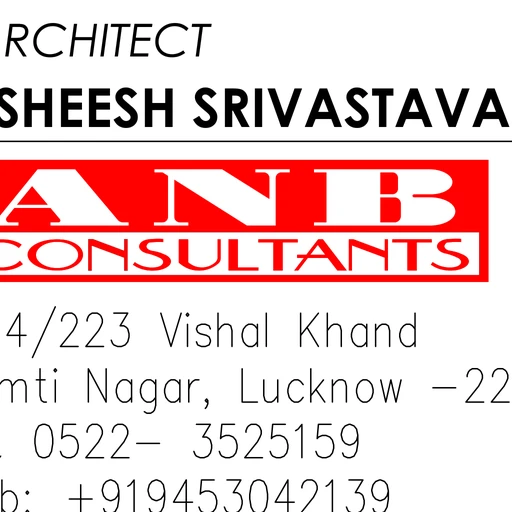 RCHITECT
SHEESH SRIVASTAVA
ANB
CONSULTANTS
4/223 Vishal Khand
mti Nagar, Lucknow -22
. 0522- 3525159
b: +919453042139